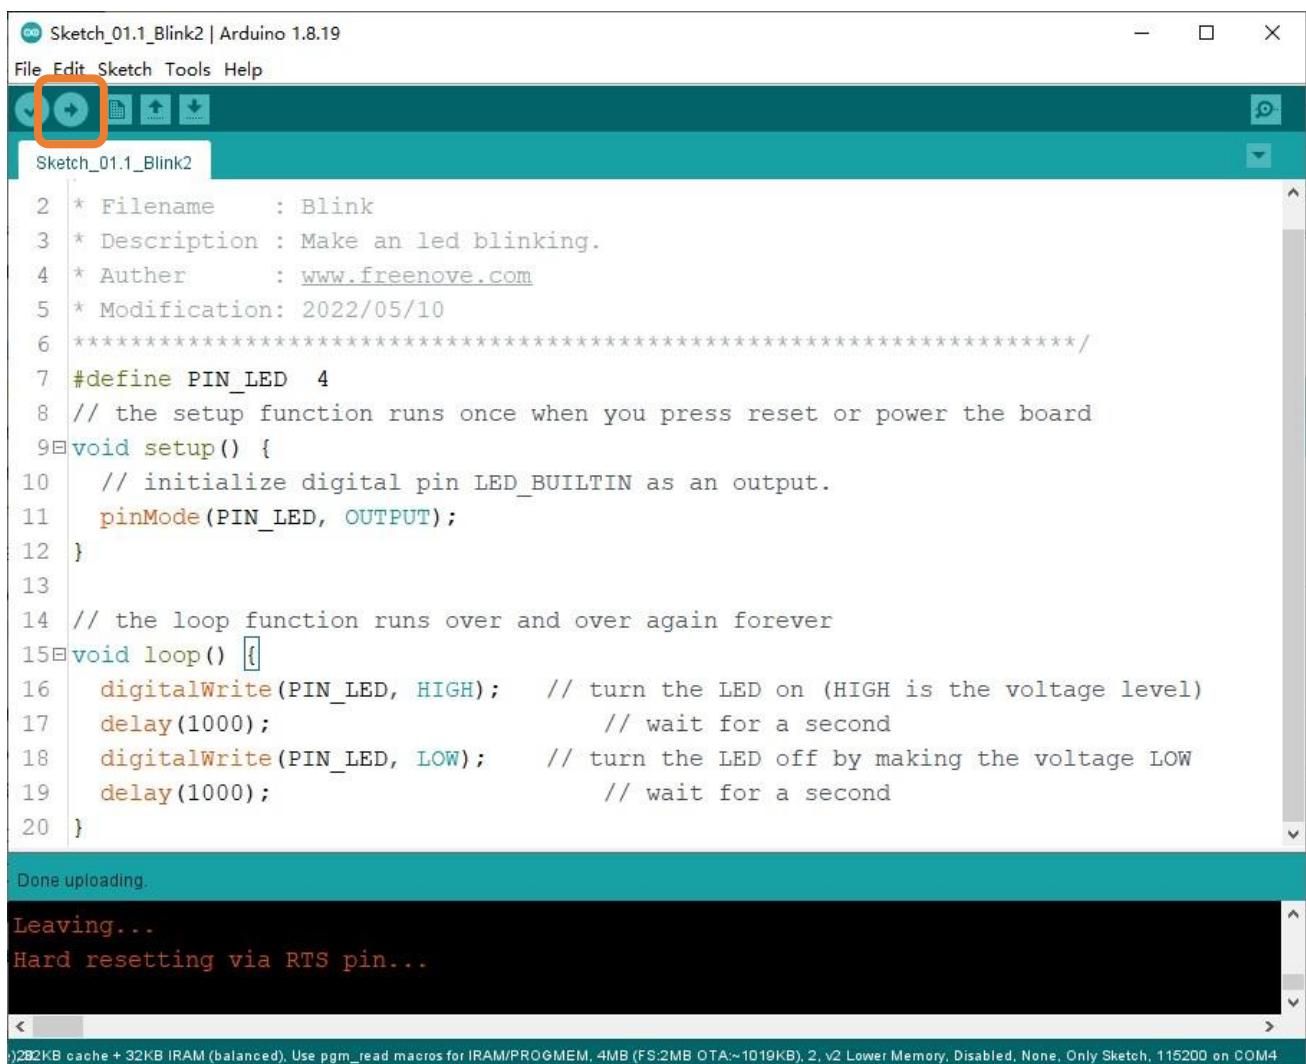 Sketch_01.1_Blink2 | Arduino 1.8.19
File Edit Sketch Tools Help
Sketch_01.1_Blink2
2 * Filename    : Blink
3 * Description : Make an led blinking.
4 * Auther      : www.freenove.com
5 * Modification: 2022/05/10
6 **********************************************************************/
7 #define PIN_LED  4
8 // the setup function runs once when you press reset or power the board
9 void setup() {
10   // initialize digital pin LED_BUILTIN as an output.
11   pinMode(PIN_LED, OUTPUT);
12 }
13
14 // the loop function runs over and over again forever
15 void loop() {
16   digitalWrite(PIN_LED, HIGH);   // turn the LED on (HIGH is the voltage level)
17   delay(1000);                       // wait for a second
18   digitalWrite(PIN_LED, LOW);    // turn the LED off by making the voltage LOW
19   delay(1000);                       // wait for a second
20 }
Done uploading.
Leaving...
Hard resetting via RTS pin...
cache + 32KB IRAM (balanced), Use pgm_read macros for IRAM/PROGMEM, 4MB (FS:2MB OTA:~1019KB), 2, v2 Lower Memory, Disabled, None, Only Sketch, 115200 on COM4